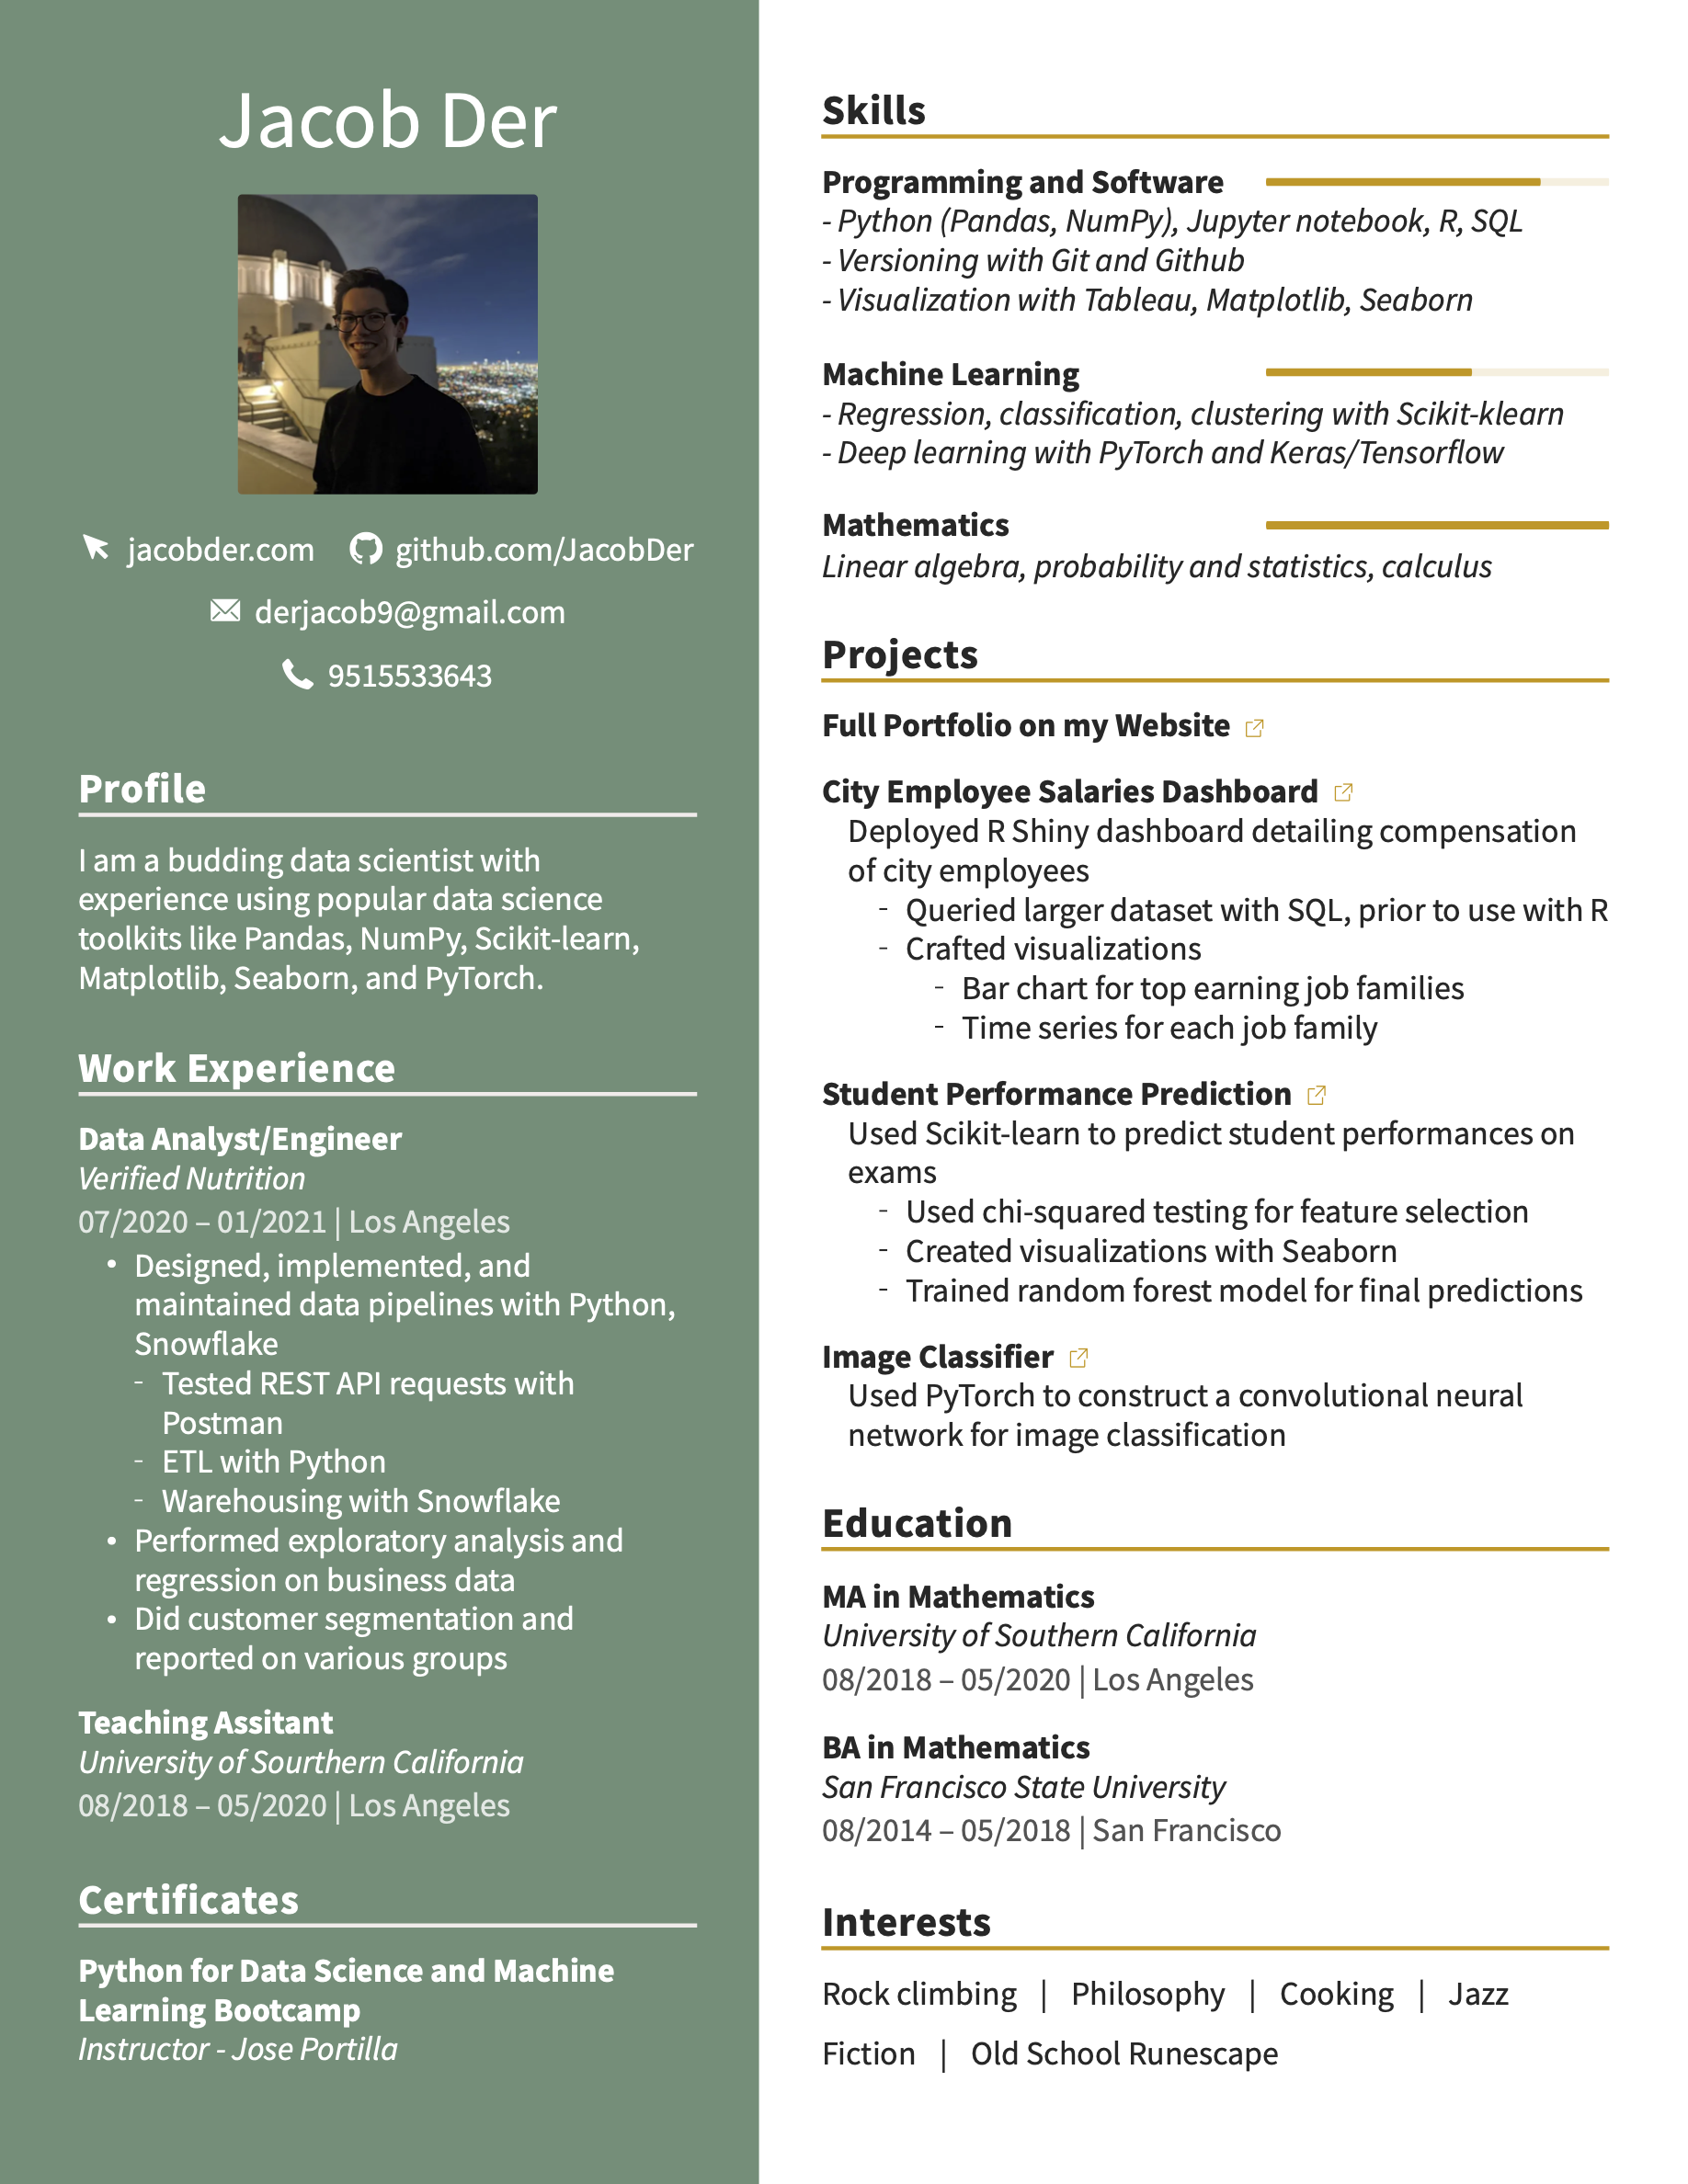 Jacob Der
jacobder.com github.com/JacobDer
derjacob9@gmail.com
9515533643
Profile
I am a budding data scientist with
experience using popular data science
toolkits like Pandas, NumPy, Scikit-learn,
Matplotlib, Seaborn, and PyTorch.
Work Experience
Data Analyst/Engineer
Verified Nutrition
07/2020 – 01/2021 | Los Angeles
• Designed, implemented, and
maintained data pipelines with Python,
Snowflake
- Tested REST API requests with
Postman
- ETL with Python
- Warehousing with Snowflake
• Performed exploratory analysis and
regression on business data
• Did customer segmentation and
reported on various groups
Teaching Assitant
University of Sourthern California
08/2018 – 05/2020 | Los Angeles
Certificates
Python for Data Science and Machine
Learning Bootcamp
Instructor - Jose Portilla
Skills
Programming and Software
- Python (Pandas, NumPy), Jupyter notebook, R, SQL
- Versioning with Git and Github
- Visualization with Tableau, Matplotlib, Seaborn
Machine Learning
- Regression, classification, clustering with Scikit-klearn
- Deep learning with PyTorch and Keras/Tensorflow
Mathematics
Linear algebra, probability and statistics, calculus
Projects
Full Portfolio on my Website
City Employee Salaries Dashboard
Deployed R Shiny dashboard detailing compensation
of city employees
- Queried larger dataset with SQL, prior to use with R
- Crafted visualizations
- Bar chart for top earning job families
- Time series for each job family
Student Performance Prediction
Used Scikit-learn to predict student performances on
exams
- Used chi-squared testing for feature selection
- Created visualizations with Seaborn
- Trained random forest model for final predictions
Image Classifier
Used PyTorch to construct a convolutional neural
network for image classification
Education
MA in Mathematics
University of Southern California
08/2018 – 05/2020 | Los Angeles
BA in Mathematics
San Francisco State University
08/2014 – 05/2018 | San Francisco
Interests
Rock climbing | Philosophy | Cooking | Jazz
Fiction | Old School Runescape